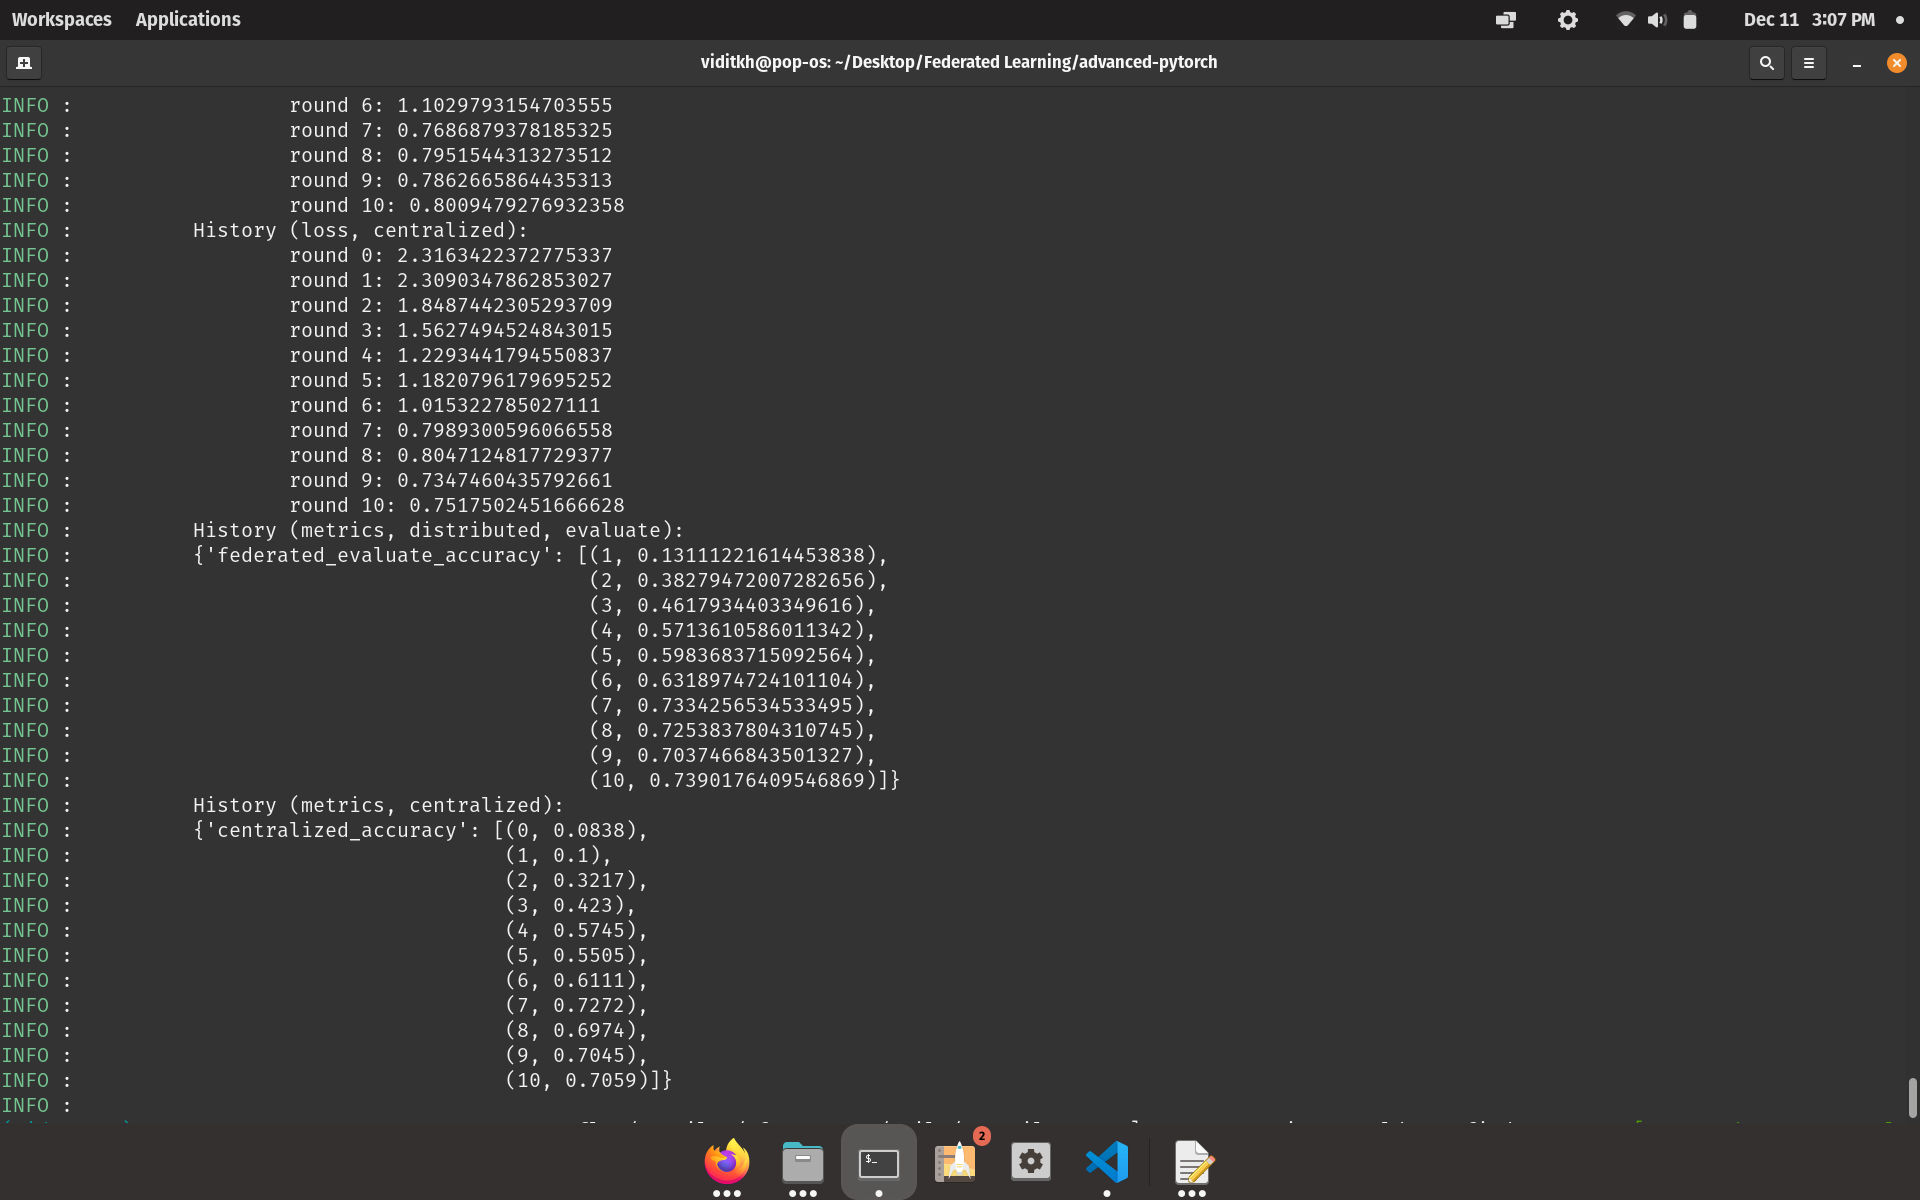 Workspaces Applications Dec 11 3:07 PM
viditkh@pop-os: ~/Desktop/Federated Learning/advanced-pytorch
INFO : round 6: 1.1029793154703555
INFO : round 7: 0.7686879378185325
INFO : round 8: 0.7951544313273512
INFO : round 9: 0.7862665864435313
INFO : round 10: 0.8009479276932358
INFO : History (loss, centralized):
INFO : round 0: 2.3163422372775337
INFO : round 1: 2.3090347862853027
INFO : round 2: 1.8487442305293709
INFO : round 3: 1.5627494524843015
INFO : round 4: 1.2293441794550837
INFO : round 5: 1.1820796179695252
INFO : round 6: 1.015322785027111
INFO : round 7: 0.7989300596066558
INFO : round 8: 0.8047124817729377
INFO : round 9: 0.7347460435792661
INFO : round 10: 0.7517502451666628
INFO : History (metrics, distributed, evaluate):
INFO : {'federated_evaluate_accuracy': [(1, 0.13111221614453838),
INFO : (2, 0.38279472007282656),
INFO : (3, 0.4617934403349616),
INFO : (4, 0.5713610586011342),
INFO : (5, 0.5983683715092564),
INFO : (6, 0.6318974724101104),
INFO : (7, 0.7334256534533495),
INFO : (8, 0.7253837804310745),
INFO : (9, 0.7037466843501327),
INFO : (10, 0.7390176409546869)]}
INFO : History (metrics, centralized):
INFO : {'centralized_accuracy': [(0, 0.0838),
INFO : (1, 0.1),
INFO : (2, 0.3217),
INFO : (3, 0.423),
INFO : (4, 0.5745),
INFO : (5, 0.5505),
INFO : (6, 0.6111),
INFO : (7, 0.7272),
INFO : (8, 0.6974),
INFO : (9, 0.7045),
INFO : (10, 0.7059)]}
INFO :
2
$_